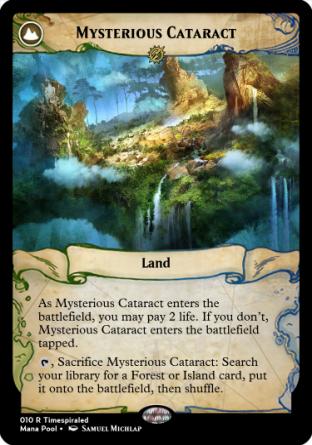 Mysterious Cataract
Land
As Mysterious Cataract enters the
battlefield, you may pay 2 life. If you don't,
Mysterious Cataract enters the battlefield
tapped.
, Sacrifice Mysterious Cataract: Search
your library for a Forest or Island card, put
it onto the battlefield, then shuffle.
010 R Timespiraled
Mana Pool • Samuel Michlap